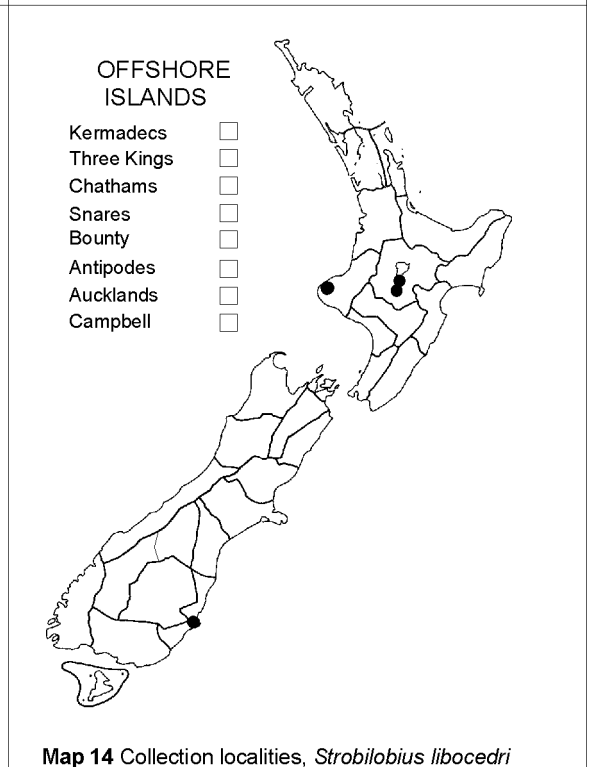 OFFSHORE
ISLANDS
Kermadecs
Three Kings
Chathams
Snares
Bounty
Antipodes
Aucklands
Campbell
Map 14 Collection localities, Strobilobius libocedri